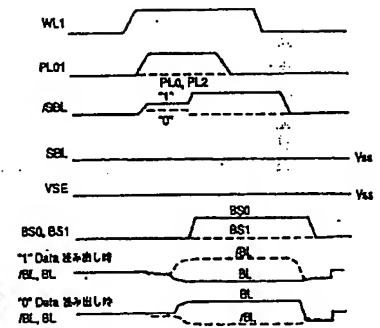 WL1
PL01
PL0, PL2
"1"
/SBL
"0"
SBL
Vss
VSE
Vss
BS0
BS0, BS1
BS1
"1" Data 読み出し時
/BL
/BL, BL
BL
"0" Data 読み出し時
BL
/BL, BL
/BL